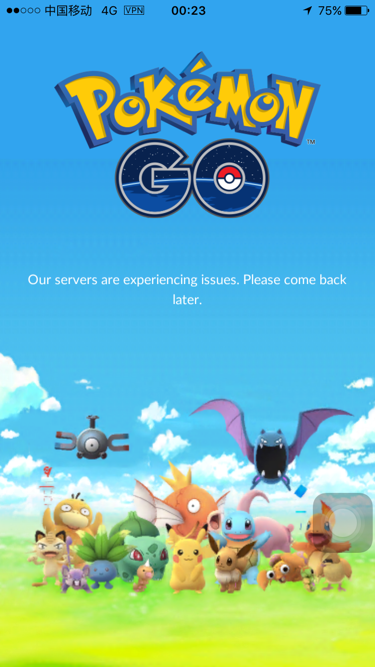 中国移动 4G VPN 00:23 75%
POKÉMON
TM
GO
Our servers are experiencing issues. Please come back
later.